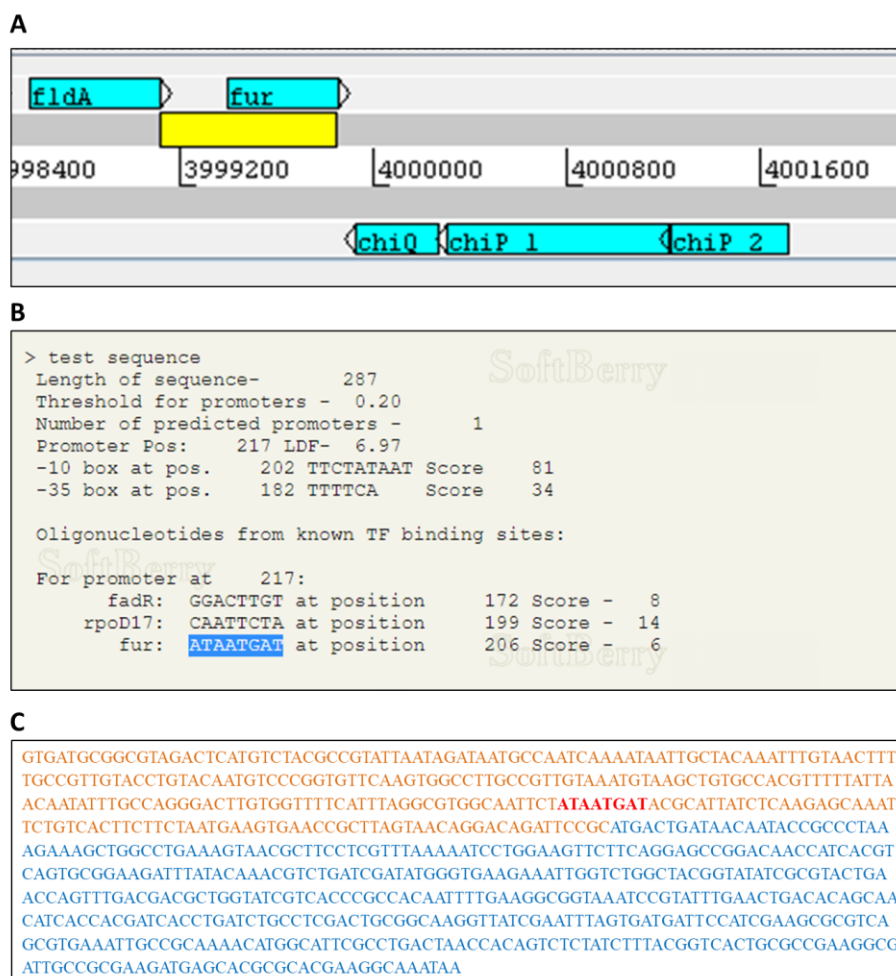 A
fldA fur
998400 3999200 4000000 4000800 4001600
chiQ chiP 1 chiP 2
B
> test sequence
Length of sequence- 287
Threshold for promoters - 0.20
Number of predicted promoters - 1
Promoter Pos: 217 LDF- 6.97
-10 box at pos. 202 TTCTATAAT Score 81
-35 box at pos. 182 TTTTCA Score 34
Oligonucleotides from known TF binding sites:
For promoter at 217:
fadR: GGACTTGT at position 172 Score - 8
rpoD17: CAATTCTA at position 199 Score - 14
fur: ATAATGAT at position 206 Score - 6
SoftBerry
SoftBerry
SoftBerry
C
GTGATGCGGCGTAGACTCATGTCTACGCCGTATTAATAGATAATGCCAATCAAAATAATTGCTACAAATTTGTAACTTT
TGCCGTTGTACCTGTACAATGTCCCGGTGTTCAAGTGGCCTTGCCGTTGTAAATGTAAGCTGTGCCACGTTTTTATTA
ACAATATTTGCCAGGGACTTGTGGTTTTCATTTAGGCGTGGCAATTCTATAATGATACGCATTATCTCAAGAGCAAAT
TCTGTCACTTCTTCTAATGAAGTGAACCGCTTAGTAACAGGACAGATTCCGCATGACTGATAACAATACCGCCCTAA
AGAAAGCTGGCCTGAAAGTAACGCTTCCTCGTTTAAAAATCCTGGAAGTTCTTCAGGAGCCGGACAACCATCACGT
CAGTGCGGAAGATTTATACAAACGTCTGATCGATATGGGTGAAGAAATTGGTCTGGCTACGGTATATCGCGTACTGA
ACCAGTTTGACGACGCTGGTATCGTCACCCGCCACAATTTTGAAGGCGGTAAATCCGTATTTGAACTGACACAGCAA
CATCACCACGATCACCTGATCTGCCTCGACTGCGGCAAGGTTATCGAATTTAGTGATGATTCCATCGAAGCGCGTCA
GCGTGAAATTGCCGCAAAACATGGCATTCGCCTGACTAACCACAGTCTCTATCTTTACGGTCACTGCGCCGAAGGCG
ATTGCCGCGAAGATGAGCACGCGCACGAAGGCAAATAA